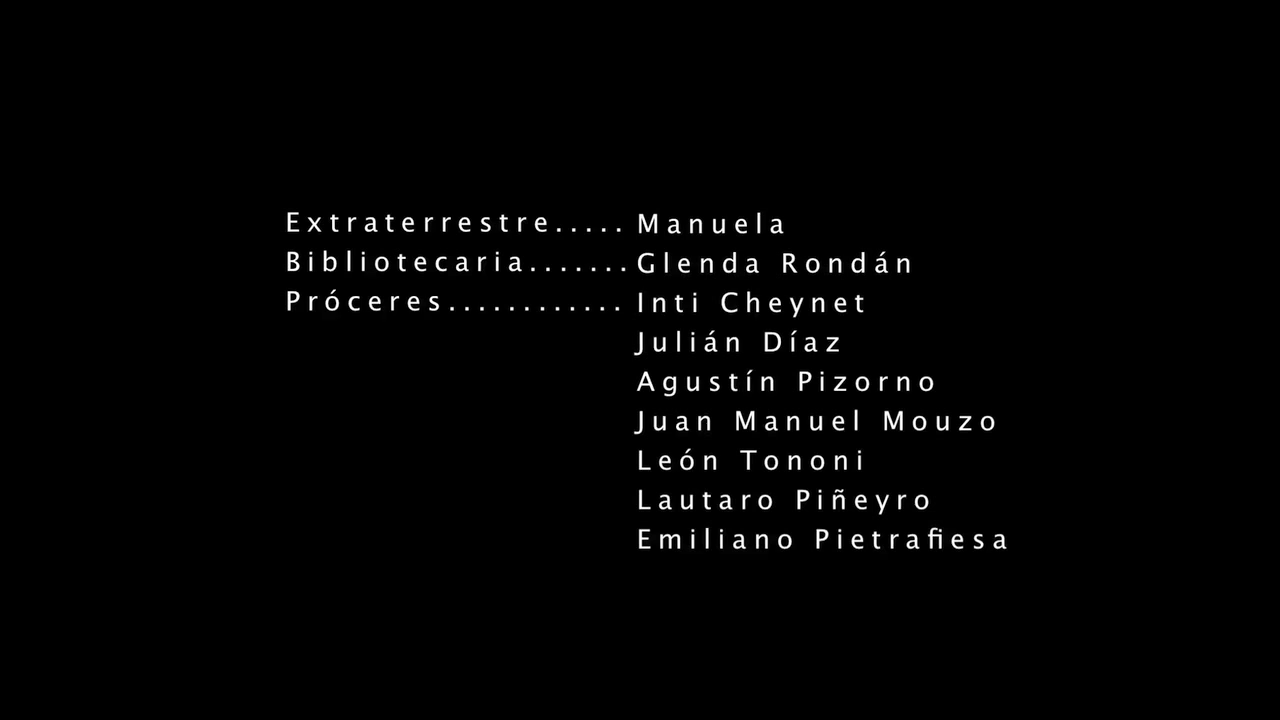 Extraterrestre..... Manuela
Bibliotecaria....... Glenda Rondán
Próceres............ Inti Cheynet
Julián Díaz
Agustín Pizorno
Juan Manuel Mouzo
León Tononi
Lautaro Piñeyro
Emiliano Pietrafiesa